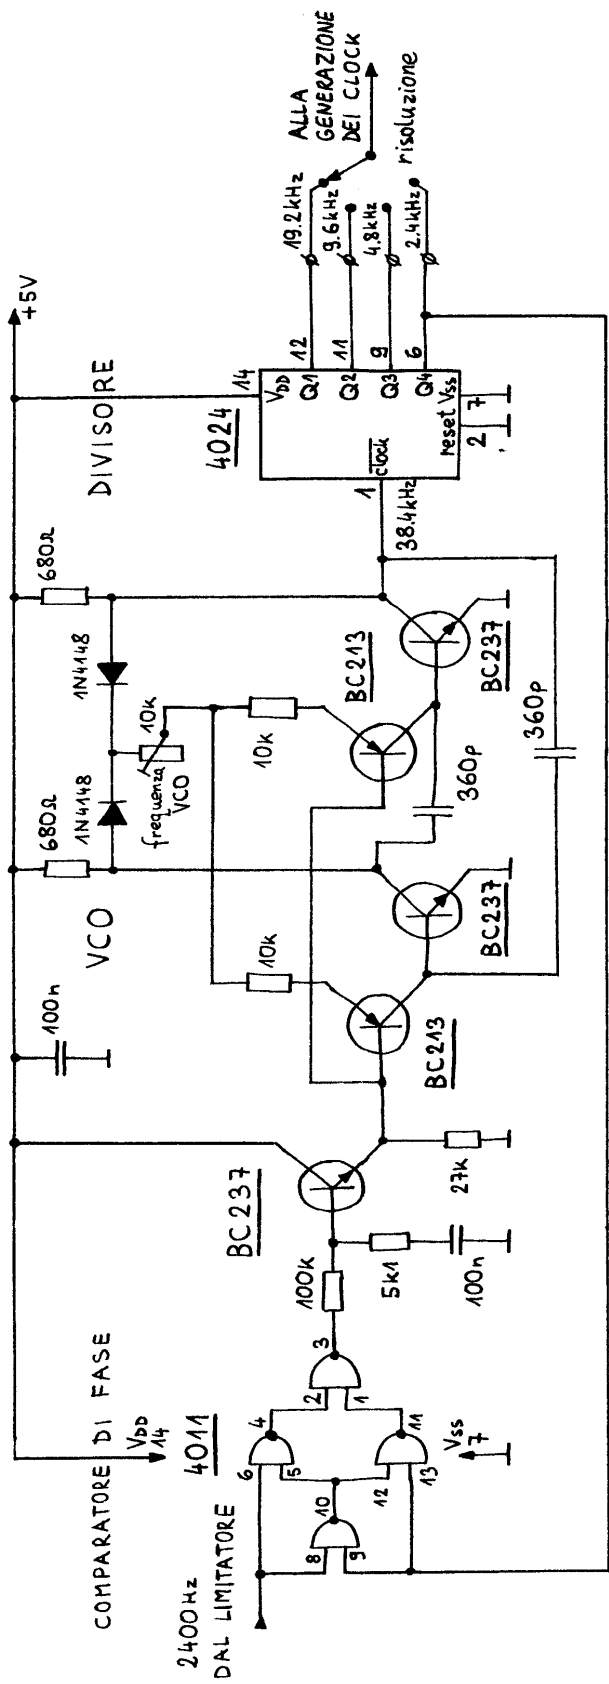 COMPARATORE DI FASE
VDD
14
4011
2400Hz
DAL LIMITATORE
6
5
4
8
9
10
12
13
11
VSS
7
2
1
3
100k
5k1
100n
BC237
27k
100n
VCO
BC213
10k
BC237
680Ω
1N4148
1N4148
680Ω
10k
frequenza
VCO
10k
BC213
360p
BC237
360p
+5V
DIVISORE
4024
14
VDD
Q1
12
19.2kHz
Q2
11
9.6kHz
Q3
9
4.8kHz
Q4
6
2.4kHz
1
clock
38.4kHz
reset
2
VSS
7
ALLA
GENERAZIONE
DEI CLOCK
risoluzione